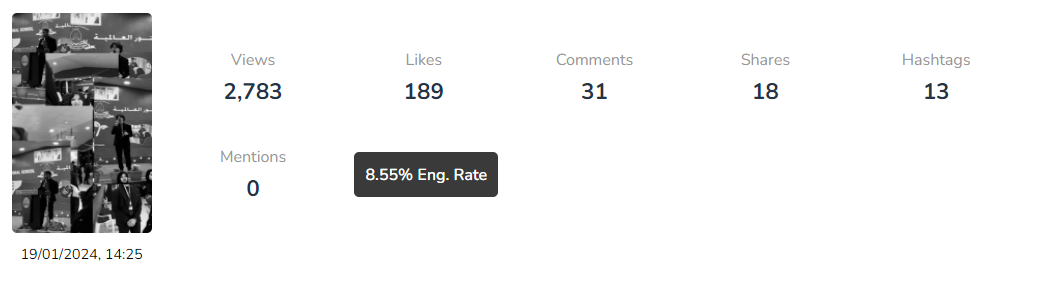 Views
2,783
Likes
189
Comments
31
Shares
18
Hashtags
13
Mentions
0
8.55% Eng. Rate
19/01/2024, 14:25